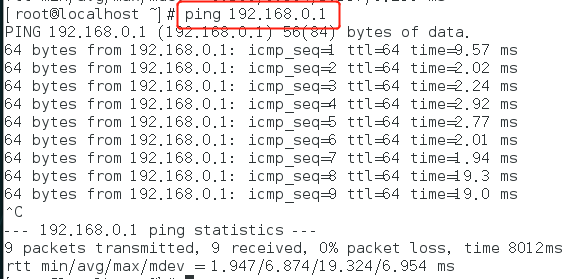 [root@localhost ~]# ping 192.168.0.1
PING 192.168.0.1 (192.168.0.1) 56(84) bytes of data.
64 bytes from 192.168.0.1: icmp_seq=1 ttl=64 time=9.57 ms
64 bytes from 192.168.0.1: icmp_seq=2 ttl=64 time=2.02 ms
64 bytes from 192.168.0.1: icmp_seq=3 ttl=64 time=2.24 ms
64 bytes from 192.168.0.1: icmp_seq=4 ttl=64 time=2.92 ms
64 bytes from 192.168.0.1: icmp_seq=5 ttl=64 time=2.77 ms
64 bytes from 192.168.0.1: icmp_seq=6 ttl=64 time=2.01 ms
64 bytes from 192.168.0.1: icmp_seq=7 ttl=64 time=1.94 ms
64 bytes from 192.168.0.1: icmp_seq=8 ttl=64 time=19.3 ms
64 bytes from 192.168.0.1: icmp_seq=9 ttl=64 time=19.0 ms
^C
--- 192.168.0.1 ping statistics ---
9 packets transmitted, 9 received, 0% packet loss, time 8012ms
rtt min/avg/max/mdev = 1.947/6.874/19.324/6.954 ms